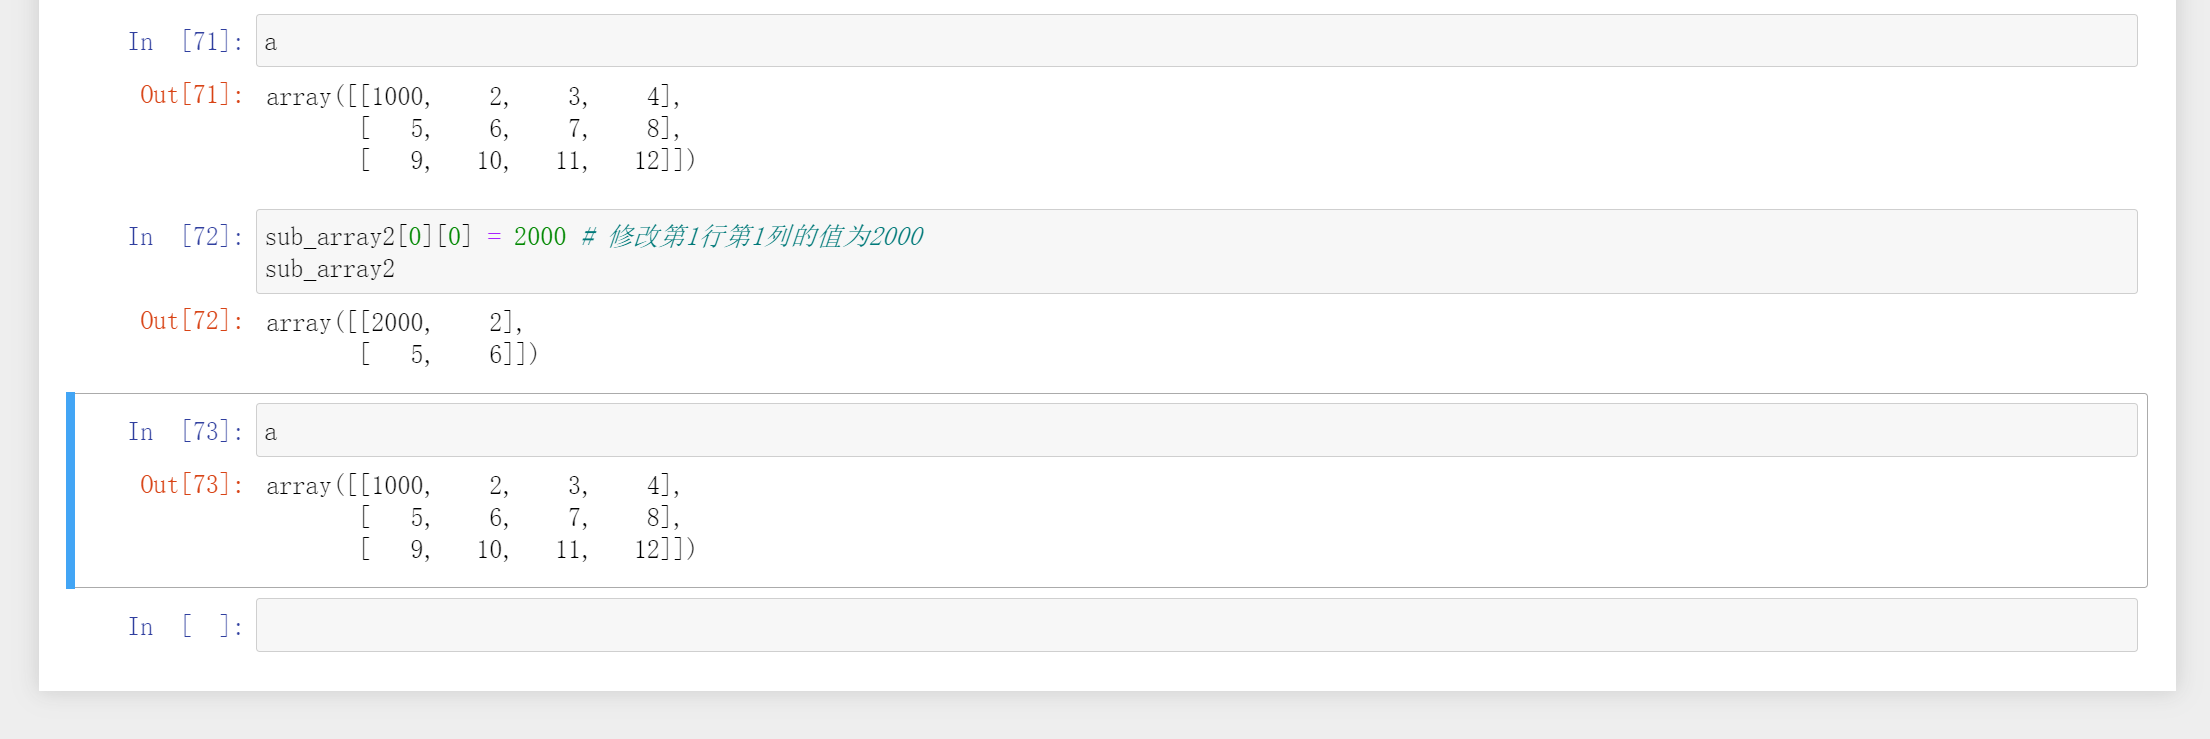 In [71]: a
Out[71]: array([[1000,    2,    3,    4],
       [   5,    6,    7,    8],
       [   9,   10,   11,   12]])
In [72]: sub_array2[0][0] = 2000 # 修改第1行第1列的值为2000
sub_array2
Out[72]: array([[2000,    2],
       [   5,    6]])
In [73]: a
Out[73]: array([[1000,    2,    3,    4],
       [   5,    6,    7,    8],
       [   9,   10,   11,   12]])
In [ ]: